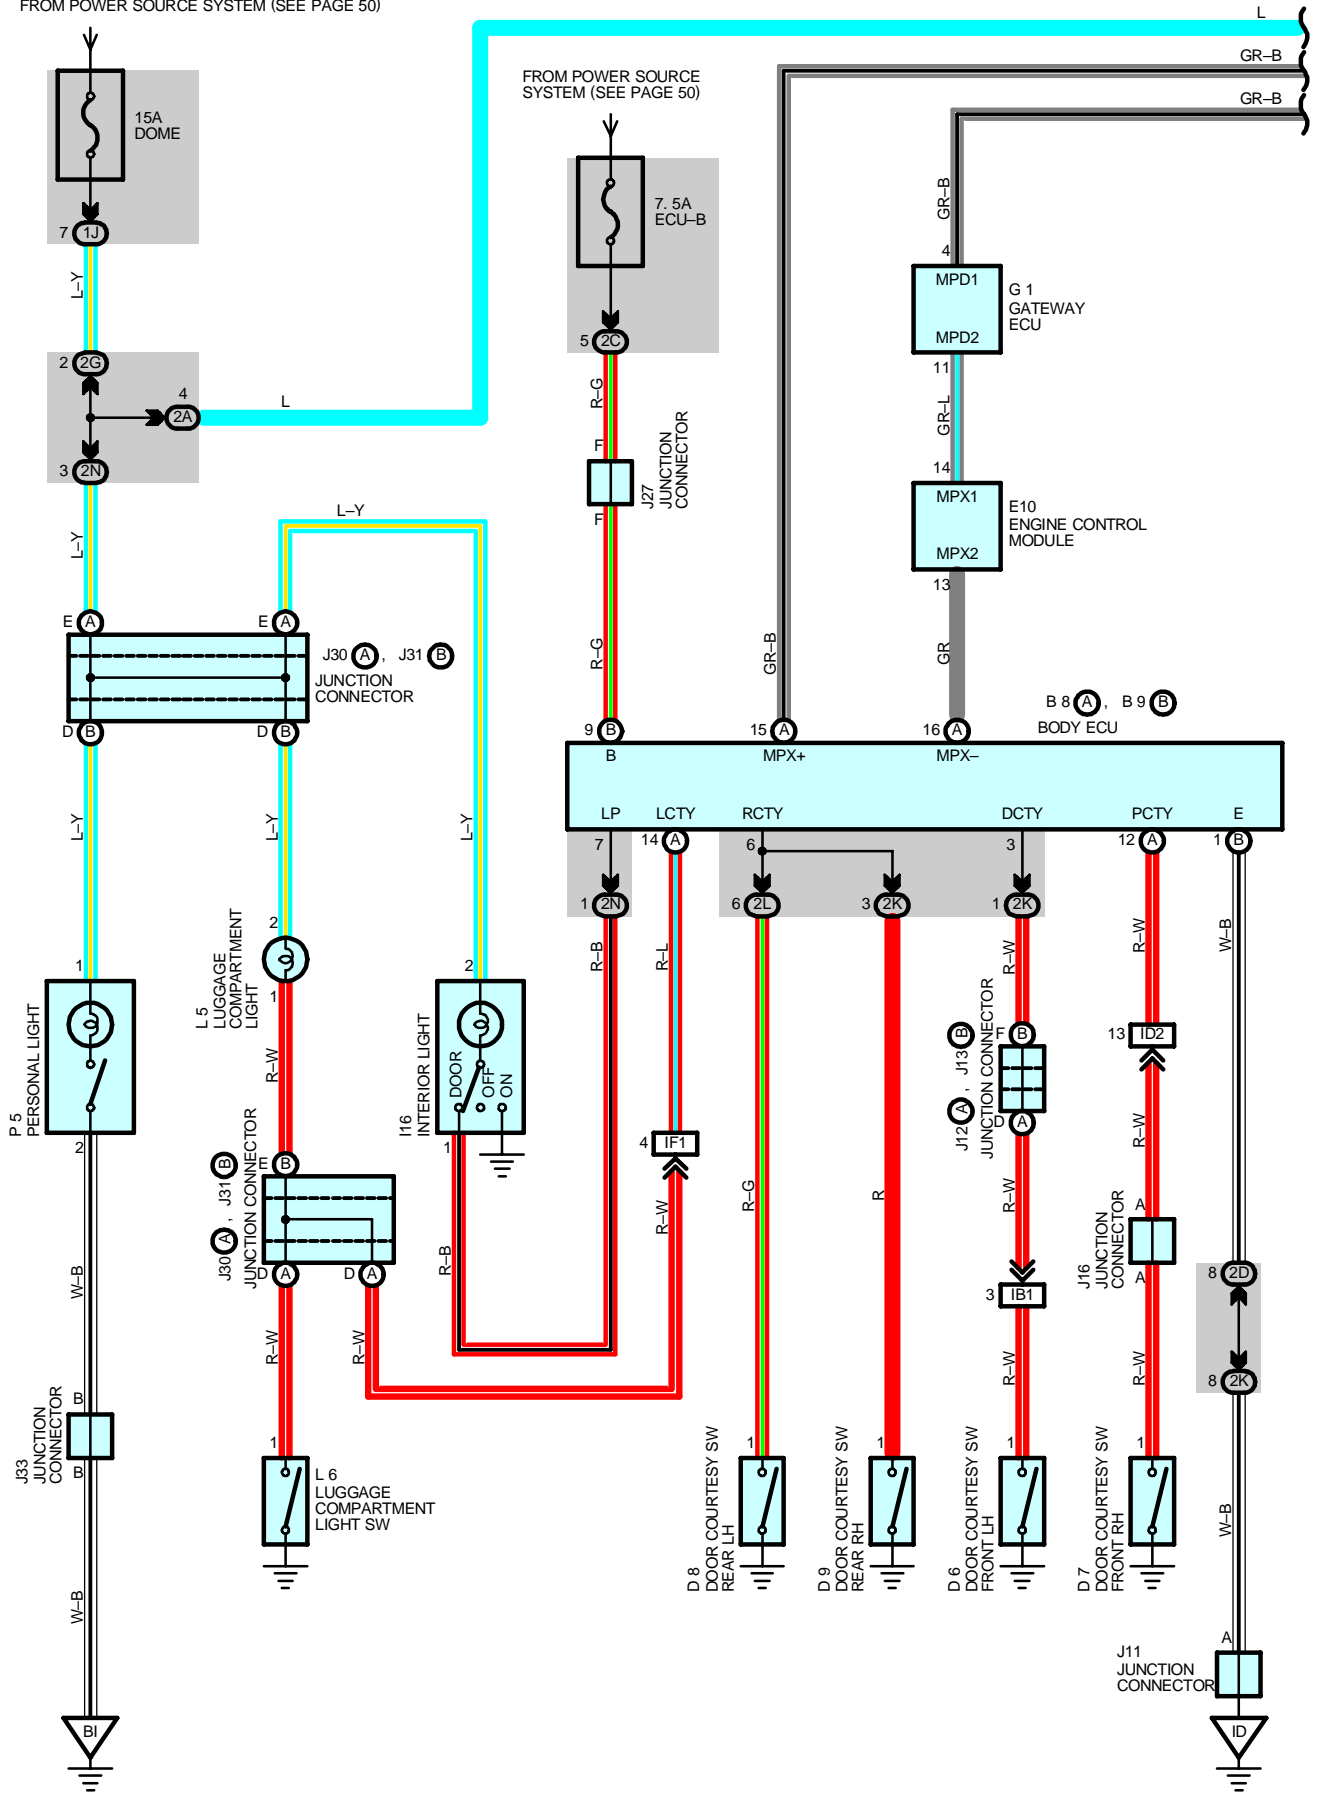 FROM POWER SOURCE SYSTEM (SEE PAGE 50)
L
GR–B
GR–B
FROM POWER SOURCE
SYSTEM (SEE PAGE 50)
15A
DOME
7 1J
L–Y
7. 5A
ECU–B
5 2C
GR–B
4
MPD1
G 1
GATEWAY
ECU
MPD2
11
GR–L
14
MPX1
E10
ENGINE CONTROL
MODULE
MPX2
13
GR
2 2G
4
2A
L
3 2N
L–Y
L–Y
R–G
F
J27
JUNCTION
CONNECTOR
F
R–G
GR–B
E A
E A
J30 A , J31 B
JUNCTION
CONNECTOR
D B
D B
B 8 A , B 9 B
BODY ECU
9 B
15 A
16 A
B
MPX+
MPX–
LP
LCTY
RCTY
DCTY
PCTY
E
7
14 A
6
3
12 A
1 B
1 2N
6 2L
3 2K
1 2K
L–Y
L–Y
L–Y
R–B
R–L
R–W
R–W
W–B
1
P 5
PERSONAL LIGHT
2
2
L 5
LUGGAGE
COMPARTMENT
LIGHT
1
R–W
2
I16
INTERIOR LIGHT
DOOR
OFF
ON
1
J30 A , J31 B
JUNCTION CONNECTOR
E B
D A
D A
4 IF1
J12 A , J13 B
JUNCTION CONNECTOR
F B
D A
13 ID2
R–W
R–W
R–B
R–G
R
R–W
3 IB1
A
J16
JUNCTION
CONNECTOR
A
8 2D
8 2K
W–B
R–W
R–W
R–W
R–W
B
J33
JUNCTION
CONNECTOR
B
1
L 6
LUGGAGE
COMPARTMENT
LIGHT SW
1
D 8
DOOR COURTESY SW
REAR LH
1
D 9
DOOR COURTESY SW
REAR RH
1
D 6
DOOR COURTESY SW
FRONT LH
1
D 7
DOOR COURTESY SW
FRONT RH
W–B
W–B
A
J11
JUNCTION
CONNECTOR
BI
ID